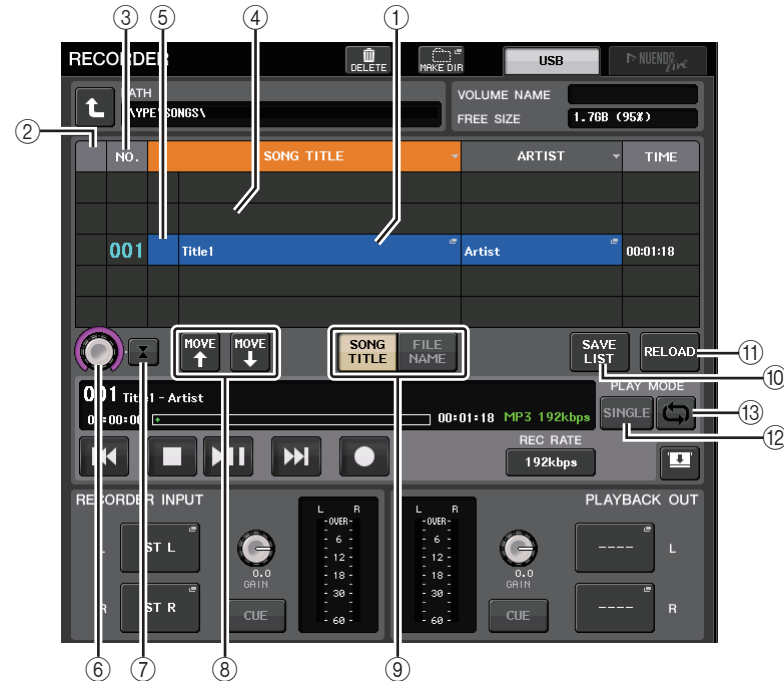 ③ ⑤ ④ ①
RECORDER
DELETE
MAKE DIR
USB
NUENDO live
PATH
\YPE\SONGS\
VOLUME NAME
FREE SIZE
1.7GB (95%)
②
NO.
SONG TITLE
ARTIST
TIME
001
Title1
Artist
00:01:18
MOVE
MOVE
SONG TITLE
FILE NAME
SAVE LIST
RELOAD
⑪
⑩
PLAY MODE
001 Title1 - Artist
00:00:00
00:01:18 MP3 192kbps
SINGLE
⑬
⑫
REC RATE
192kbps
RECORDER INPUT
L
ST L
R
ST R
0.0
GAIN
CUE
L R
OVER
6
12
18
30
60
PLAYBACK OUT
L R
OVER
6
12
18
30
60
0.0
GAIN
CUE
----
L
----
R
⑥ ⑦ ⑧ ⑨